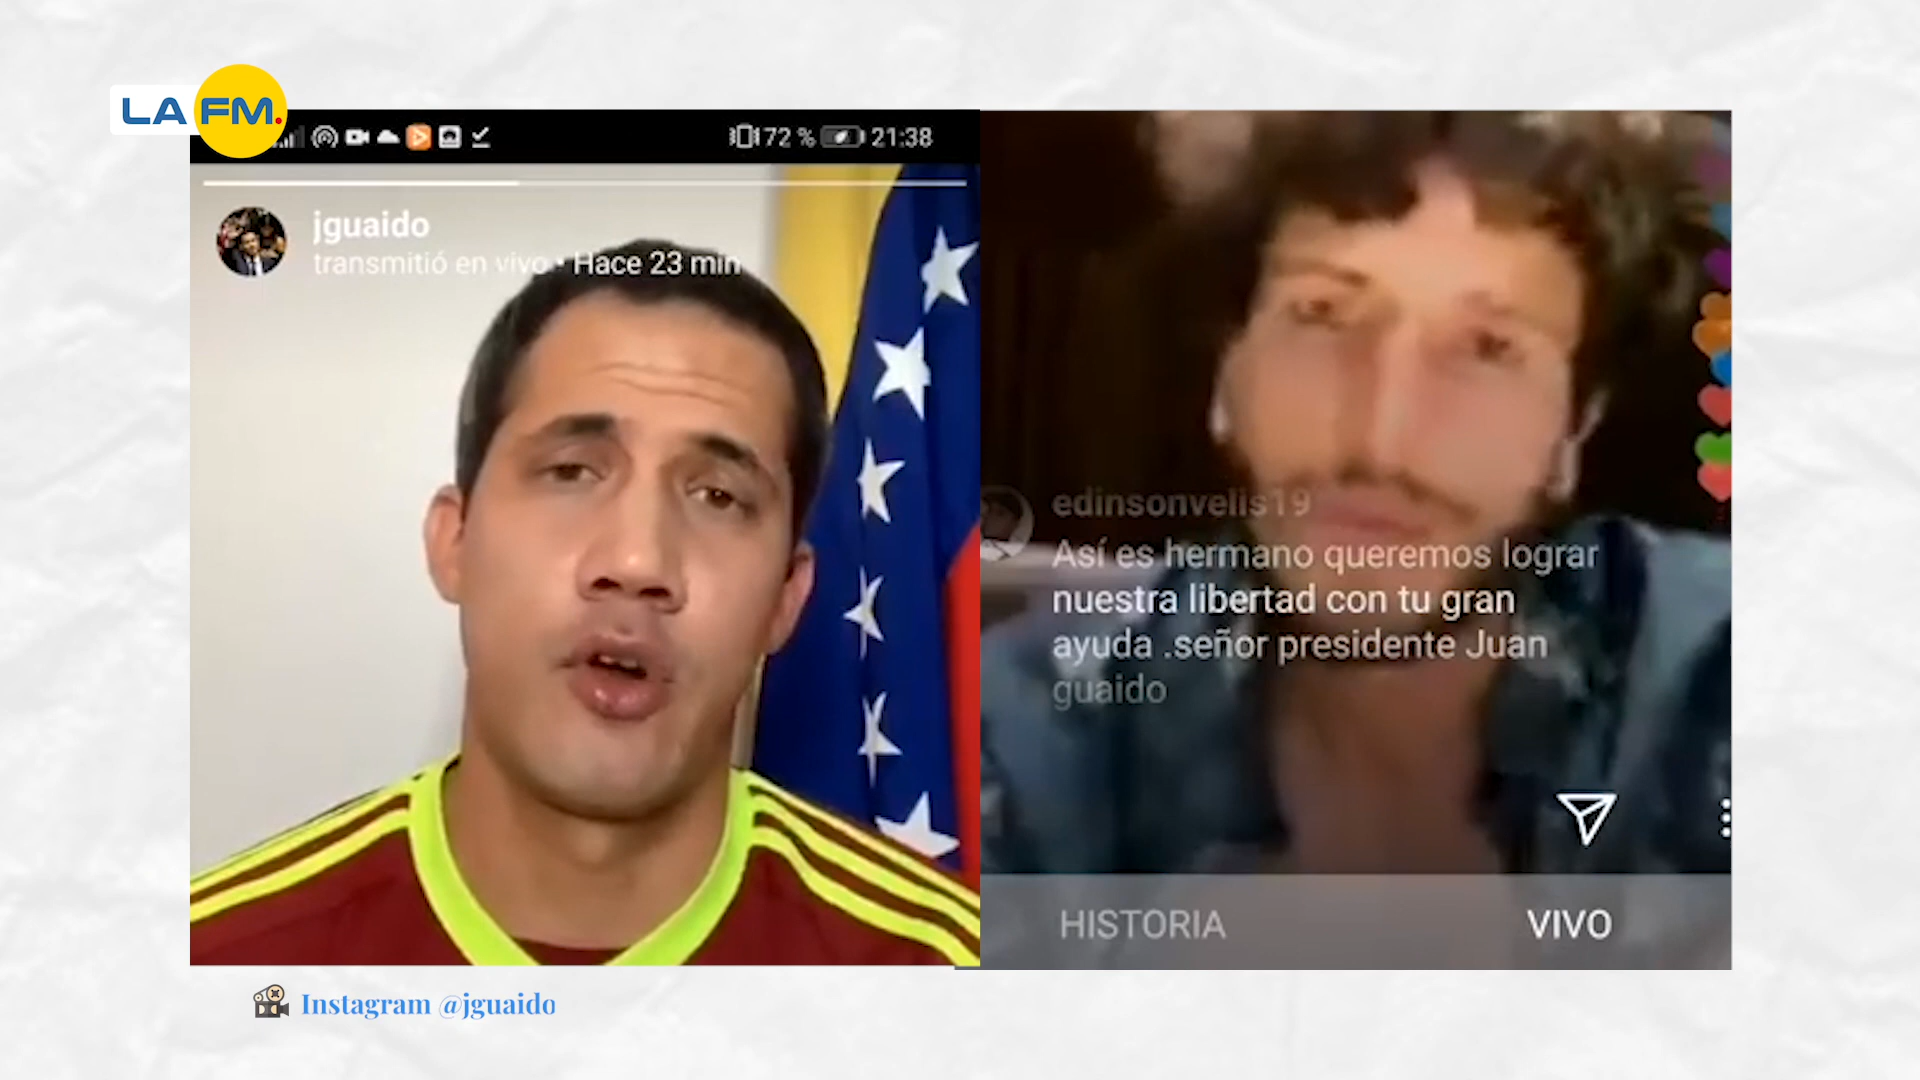 LA FM.
72 %
21:38
jguaido
transmitió en vivo • Hace 23 min
edinsonvelis19
Así es hermano queremos lograr
nuestra libertad con tu gran
ayuda .señor presidente Juan
guaido
HISTORIA
VIVO
Instagram @jguaido